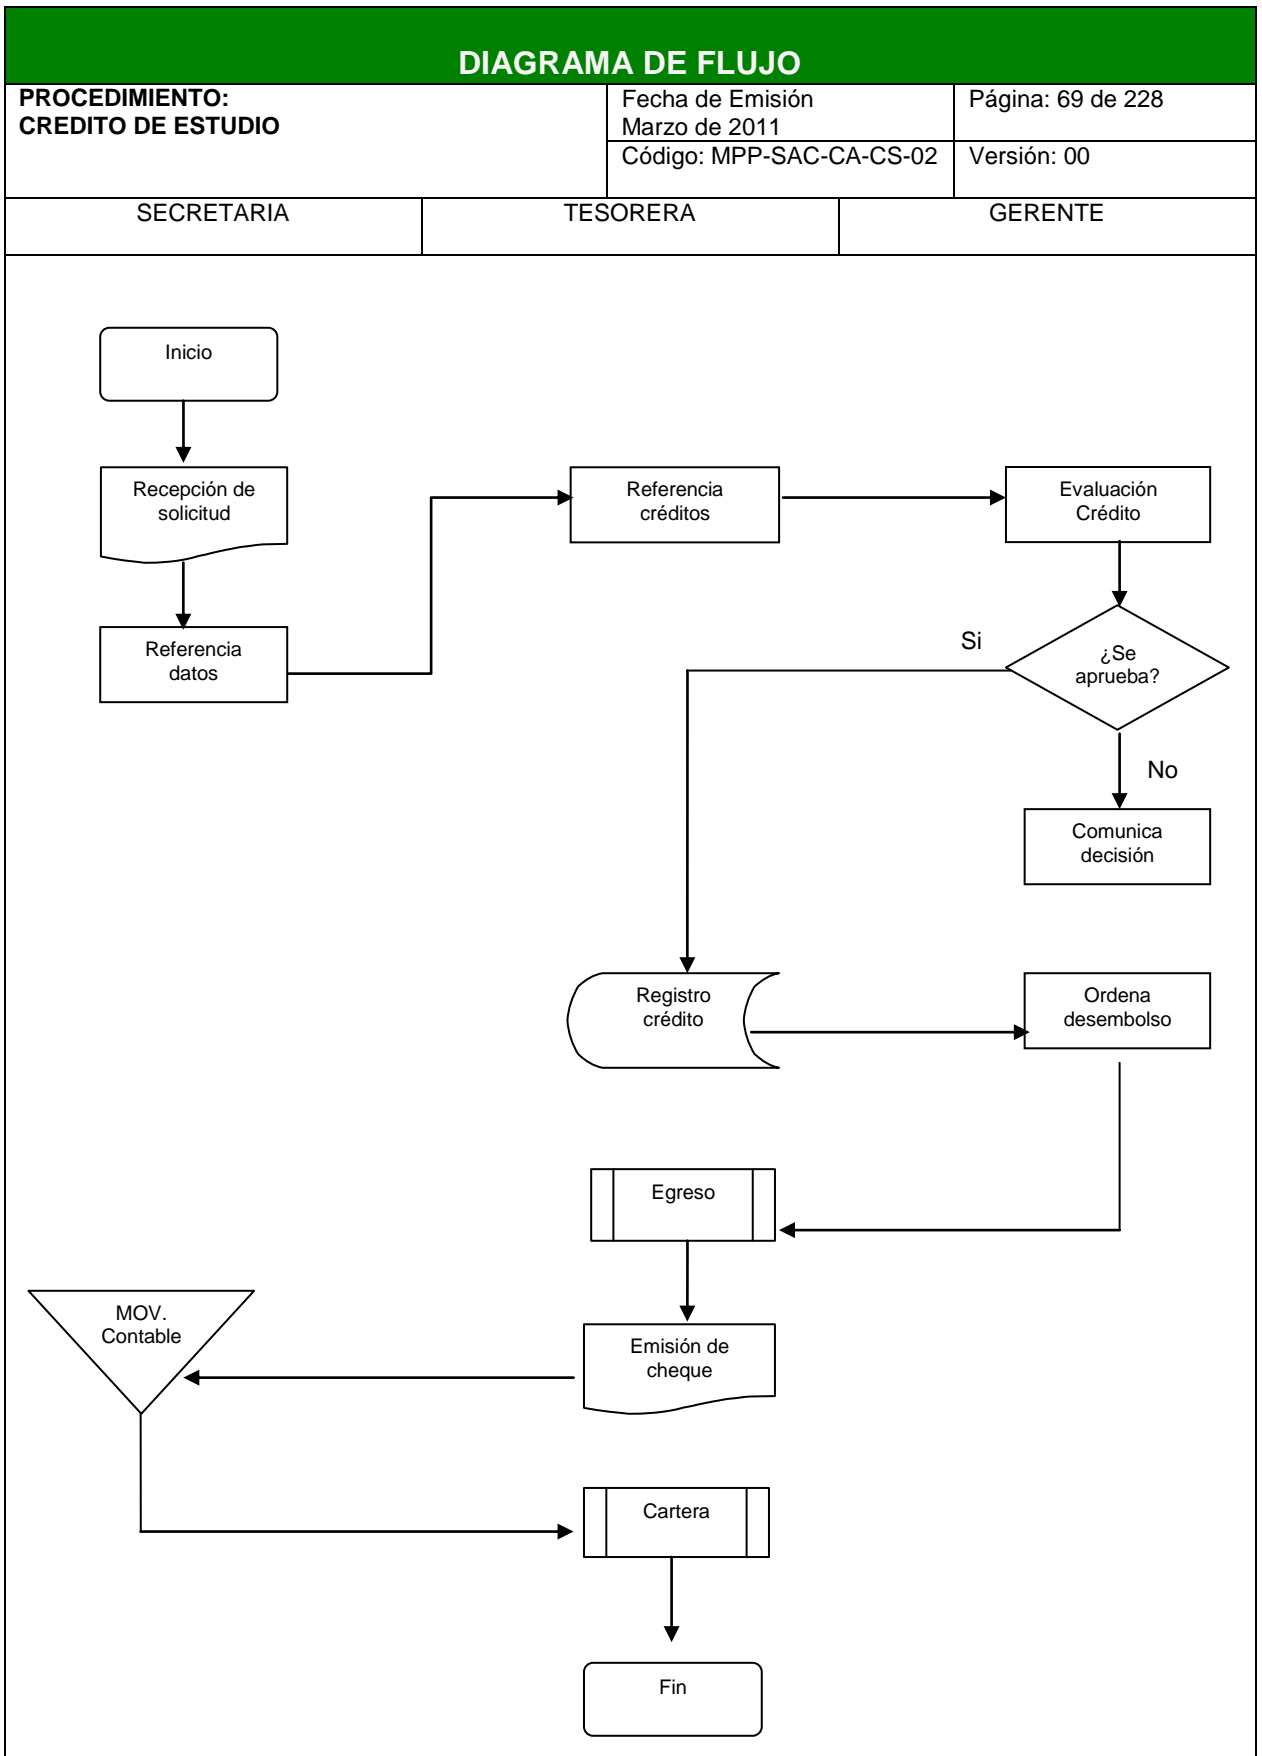 DIAGRAMA DE FLUJO
PROCEDIMIENTO:
CREDITO DE ESTUDIO
Fecha de Emisión
Marzo de 2011
Página: 69 de 228
Código: MPP-SAC-CA-CS-02
Versión: 00
SECRETARIA
TESORERA
GERENTE
Inicio
Recepción de
solicitud
Referencia
créditos
Evaluación
Crédito
Referencia
datos
Si
¿Se
aprueba?
No
Comunica
decisión
Registro
crédito
Ordena
desembolso
Egreso
MOV.
Contable
Emisión de
cheque
Cartera
Fin